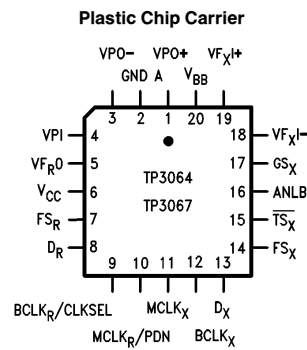 Plastic Chip Carrier
VPO- VPO+ VFXI+
GND A VBB
3 2 1 20 19
VPI 4 18 VFXI-
VFR0 5 TP3064 17 GSX
VCC 6 TP3067 16 ANLB
FSR 7 15 TSX
DR 8 14 FSX
9 10 11 12 13
BCLKR/CLKSEL MCLKX DX
MCLKR/PDN BCLKX